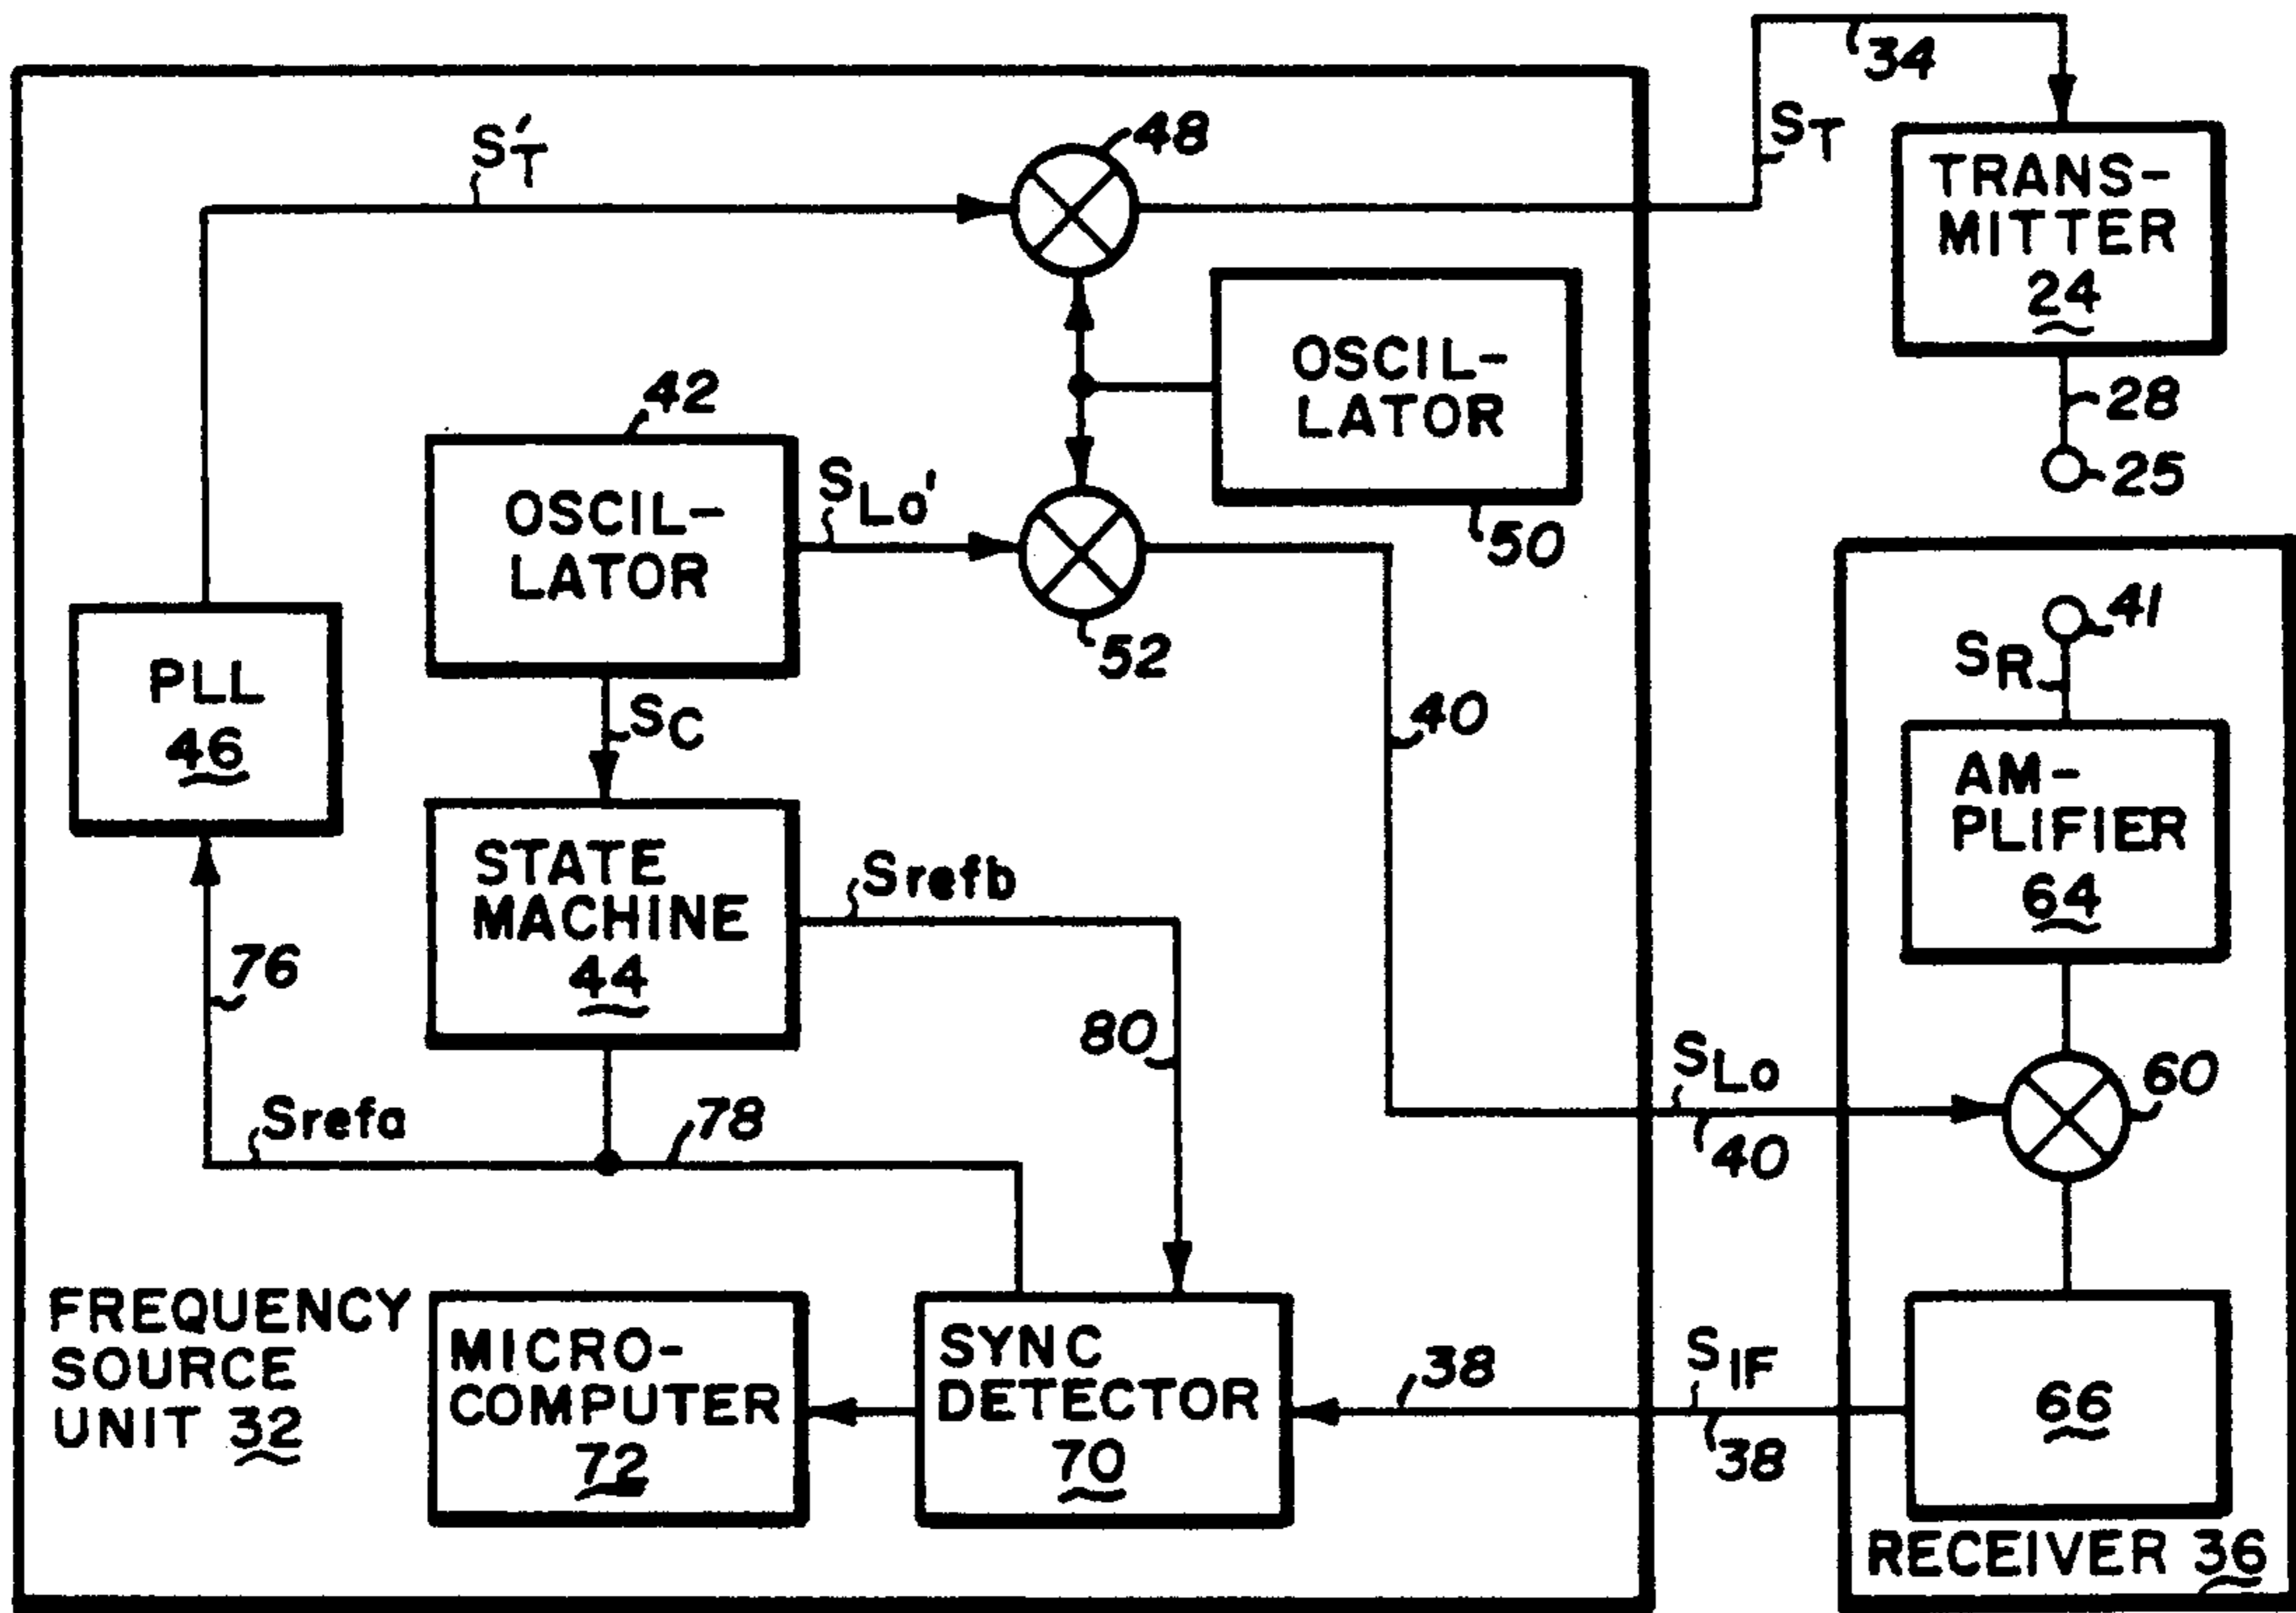 34
S'T
48
ST
TRANS-
MITTER
24
OSCIL-
LATOR
50
28
25
42
OSCIL-
LATOR
SLO'
52
PLL
46
SC
40
41
SR
AM-
PLIFIER
64
STATE
MACHINE
44
Srefb
76
80
Srefa
78
SLO
40
60
FREQUENCY
SOURCE
UNIT 32
MICRO-
COMPUTER
72
SYNC
DETECTOR
70
38
SIF
38
66
RECEIVER 36